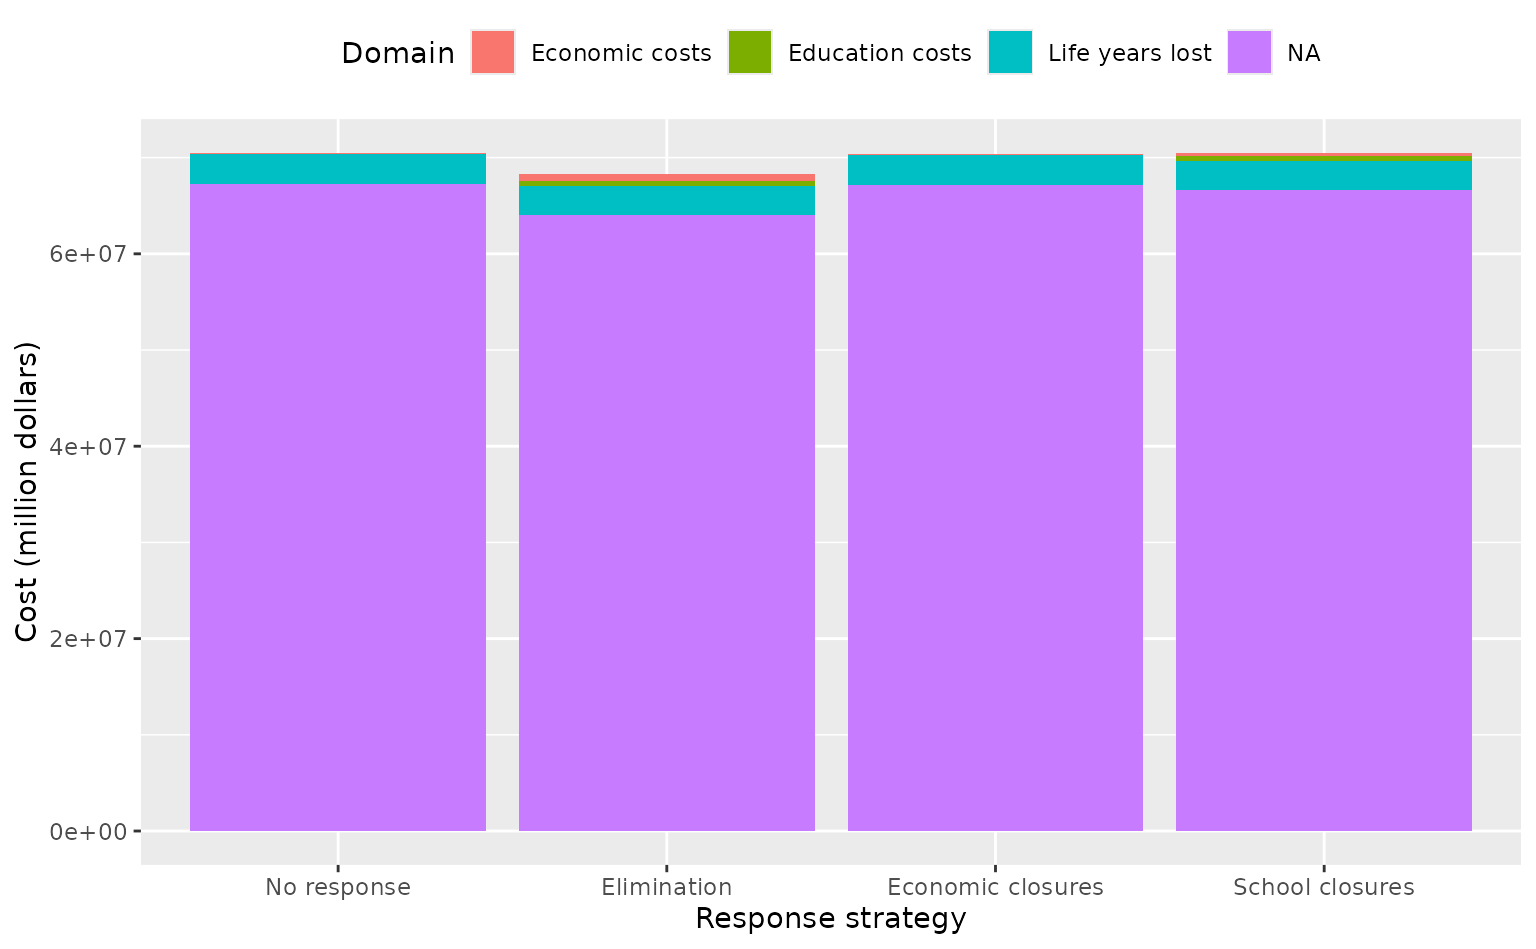 Domain Economic costs Education costs Life years lost NA
Cost (million dollars)
6e+07
4e+07
2e+07
0e+00
No response Elimination Economic closures School closures
Response strategy